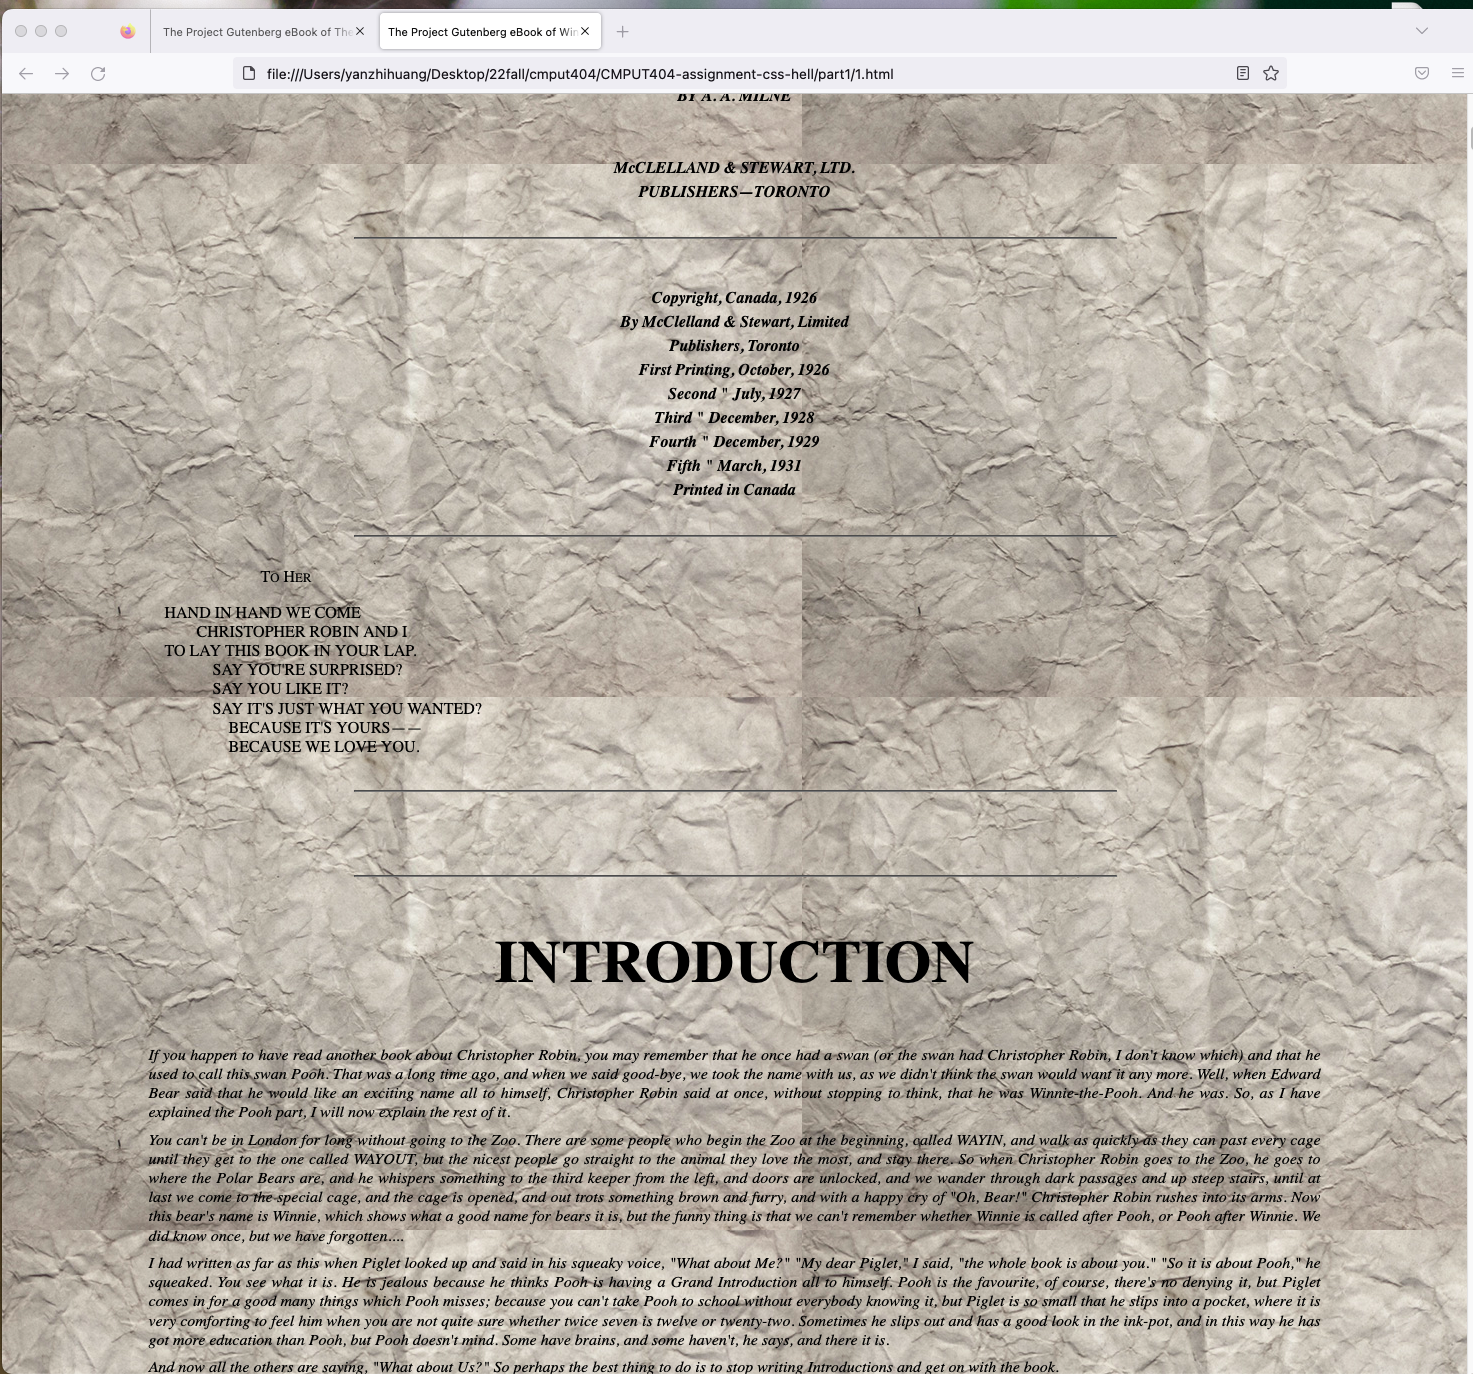 The Project Gutenberg eBook of The
The Project Gutenberg eBook of Win
file:///Users/yanzhihuang/Desktop/22fall/cmput404/CMPUT404-assignment-css-hell/part1/1.html
BY A. A. MILNE
McCLELLAND & STEWART, LTD.
PUBLISHERS—TORONTO
Copyright, Canada, 1926
By McClelland & Stewart, Limited
Publishers, Toronto
First Printing, October, 1926
Second " July, 1927
Third " December, 1928
Fourth " December, 1929
Fifth " March, 1931
Printed in Canada
TO HER
HAND IN HAND WE COME
CHRISTOPHER ROBIN AND I
TO LAY THIS BOOK IN YOUR LAP.
SAY YOU'RE SURPRISED?
SAY YOU LIKE IT?
SAY IT'S JUST WHAT YOU WANTED?
BECAUSE IT'S YOURS——
BECAUSE WE LOVE YOU.
INTRODUCTION
If you happen to have read another book about Christopher Robin, you may remember that he once had a swan (or the swan had Christopher Robin, I don't know which) and that he
used to call this swan Pooh. That was a long time ago, and when we said good-bye, we took the name with us, as we didn't think the swan would want it any more. Well, when Edward
Bear said that he would like an exciting name all to himself, Christopher Robin said at once, without stopping to think, that he was Winnie-the-Pooh. And he was. So, as I have
explained the Pooh part, I will now explain the rest of it.
You can't be in London for long without going to the Zoo. There are some people who begin the Zoo at the beginning, called WAYIN, and walk as quickly as they can past every cage
until they get to the one called WAYOUT, but the nicest people go straight to the animal they love the most, and stay there. So when Christopher Robin goes to the Zoo, he goes to
where the Polar Bears are, and he whispers something to the third keeper from the left, and doors are unlocked, and we wander through dark passages and up steep stairs, until at
last we come to the special cage, and the cage is opened, and out trots something brown and furry, and with a happy cry of "Oh, Bear!" Christopher Robin rushes into its arms. Now
this bear's name is Winnie, which shows what a good name for bears it is, but the funny thing is that we can't remember whether Winnie is called after Pooh, or Pooh after Winnie. We
did know once, but we have forgotten....
I had written as far as this when Piglet looked up and said in his squeaky voice, "What about Me?" "My dear Piglet," I said, "the whole book is about you." "So it is about Pooh," he
squeaked. You see what it is. He is jealous because he thinks Pooh is having a Grand Introduction all to himself. Pooh is the favourite, of course, there's no denying it, but Piglet
comes in for a good many things which Pooh misses; because you can't take Pooh to school without everybody knowing it, but Piglet is so small that he slips into a pocket, where it is
very comforting to feel him when you are not quite sure whether twice seven is twelve or twenty-two. Sometimes he slips out and has a good look in the ink-pot, and in this way he has
got more education than Pooh, but Pooh doesn't mind. Some have brains, and some haven't, he says, and there it is.
And now all the others are saying, "What about Us?" So perhaps the best thing to do is to stop writing Introductions and get on with the book.